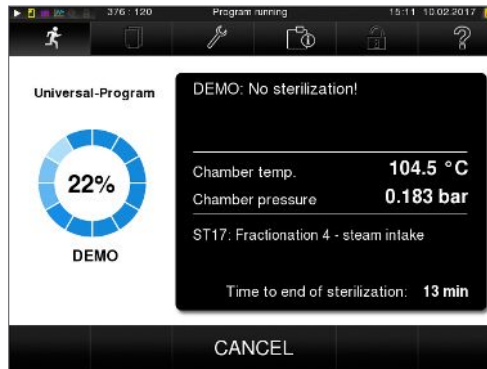 376 : 120 Program running 15:11 10.02.2017
Universal-Program
22%
DEMO
DEMO: No sterilization!
Chamber temp. 104.5 °C
Chamber pressure 0.183 bar
ST17: Fractionation 4 - steam intake
Time to end of sterilization: 13 min
CANCEL